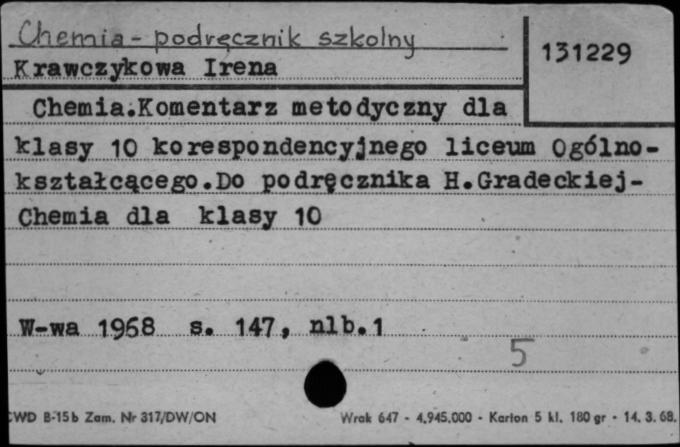 Chemia - podręcznik szkolny
131229
Krawczykowa Irena
Chemia.Komentarz metodyczny dla
klasy 10 korespondencyjnego liceum Ogólno-
kształcącego.Do podręcznika H.Gradeckiej-
Chemia dla klasy 10
W-wa 1968 s. 147, nlb.1
5
CWD B-15b Zam. Nr 317/DW/ON Wrak 647 - 4.945.000 - Karton 5 kl. 180 gr - 14. 3. 68.